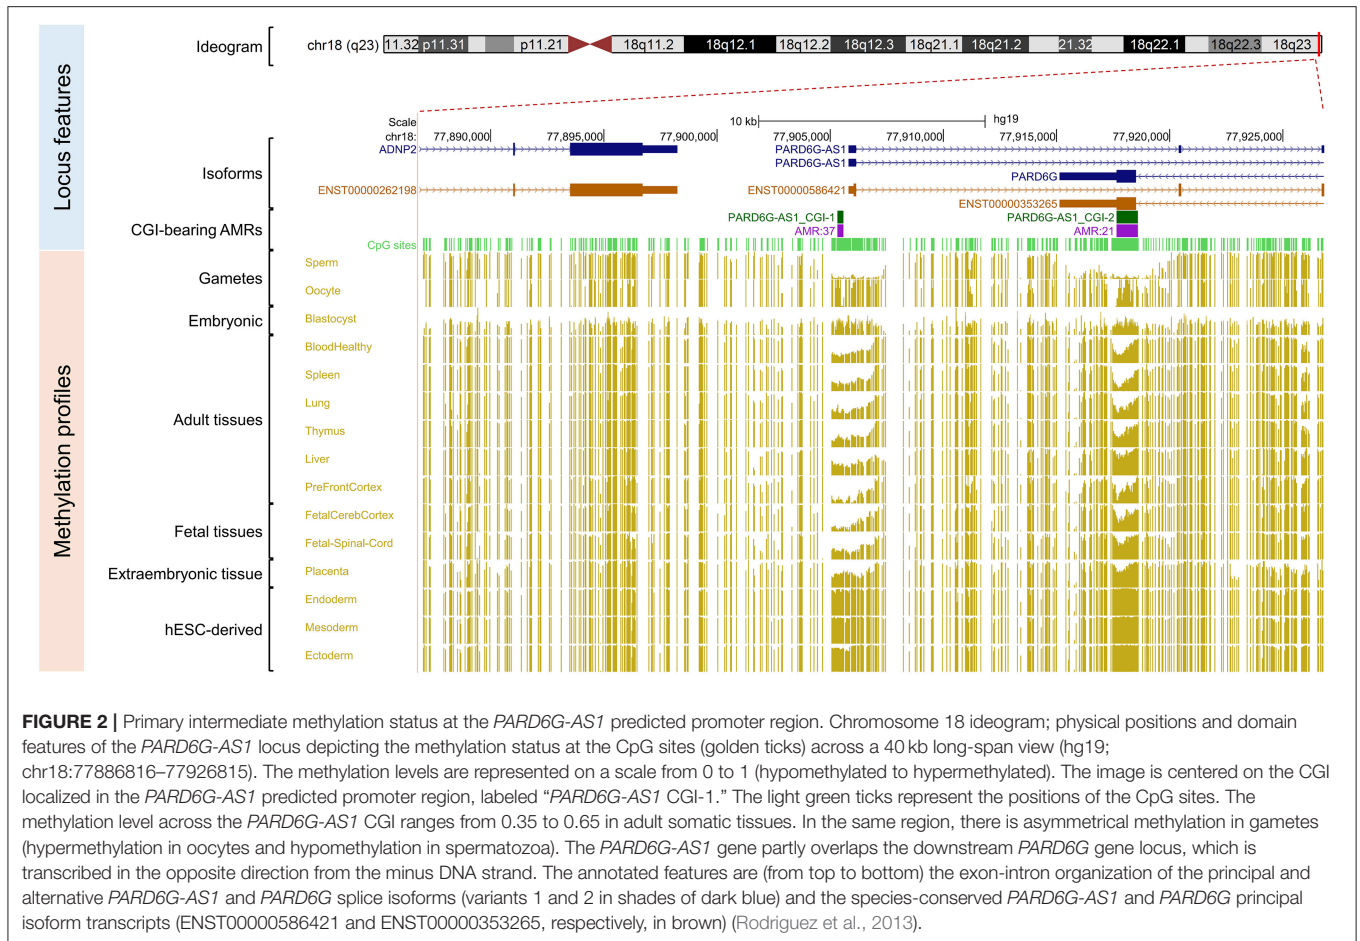 Ideogram
chr18 (q23) 11.32 p11.31 p11.21 18q11.2 18q12.1 18q12.2 18q12.3 18q21.1 18q21.2 21.32 18q22.1 18q22.3 18q23
Locus features
Scale 10 kb hg19
chr18: 77,890,000 77,895,000 77,900,000 77,905,000 77,910,000 77,915,000 77,920,000 77,925,000
ADNP2 PARD6G-AS1
PARD6G-AS1
Isoforms
PARD6G
ENST00000262198 ENST00000586421
ENST00000353265
PARD6G-AS1_CGI-1 PARD6G-AS1_CGI-2
CGI-bearing AMRs
AMR:37 AMR:21
CpG sites
Methylation profiles
Gametes
Sperm
Oocyte
Embryonic
Blastocyst
Adult tissues
BloodHealthy
Spleen
Lung
Thymus
Liver
PreFrontCortex
Fetal tissues
FetalCerebCortex
Fetal-Spinal-Cord
Extraembryonic tissue
Placenta
hESC-derived
Endoderm
Mesoderm
Ectoderm
FIGURE 2 | Primary intermediate methylation status at the PARD6G-AS1 predicted promoter region. Chromosome 18 ideogram; physical positions and domain
features of the PARD6G-AS1 locus depicting the methylation status at the CpG sites (golden ticks) across a 40 kb long-span view (hg19;
chr18:77886816–77926815). The methylation levels are represented on a scale from 0 to 1 (hypomethylated to hypermethylated). The image is centered on the CGI
localized in the PARD6G-AS1 predicted promoter region, labeled “PARD6G-AS1 CGI-1.” The light green ticks represent the positions of the CpG sites. The
methylation level across the PARD6G-AS1 CGI ranges from 0.35 to 0.65 in adult somatic tissues. In the same region, there is asymmetrical methylation in gametes
(hypermethylation in oocytes and hypomethylation in spermatozoa). The PARD6G-AS1 gene partly overlaps the downstream PARD6G gene locus, which is
transcribed in the opposite direction from the minus DNA strand. The annotated features are (from top to bottom) the exon-intron organization of the principal and
alternative PARD6G-AS1 and PARD6G splice isoforms (variants 1 and 2 in shades of dark blue) and the species-conserved PARD6G-AS1 and PARD6G principal
isoform transcripts (ENST00000586421 and ENST00000353265, respectively, in brown) (Rodriguez et al., 2013).